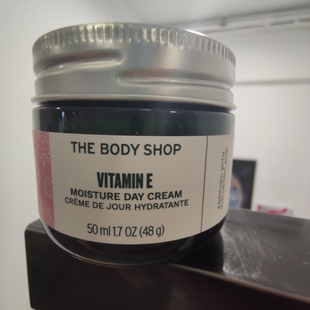 THE BODY SHOP
VITAMIN E
MOISTURE DAY CREAM
CRÈME DE JOUR HYDRATANTE
50 ml 1.7 OZ (48 g)